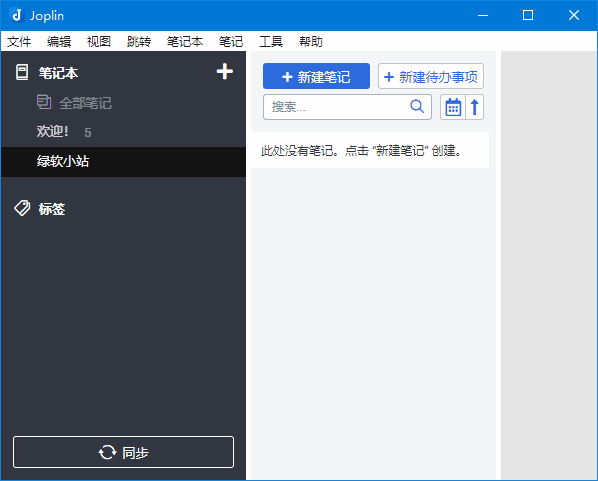 Joplin
文件 编辑 视图 跳转 笔记本 笔记 工具 帮助
笔记本
全部笔记
欢迎! 5
绿软小站
标签
同步
新建笔记 新建待办事项
搜索...
此处没有笔记。点击 “新建笔记” 创建。